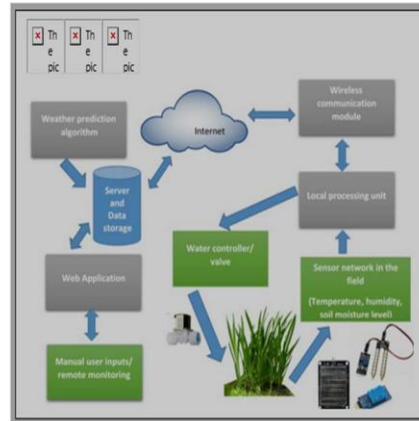 Th
e
pic
Th
e
pic
Th
e
pic
Wireless
communication
module
Weather prediction
algorithm
Internet
Server
and
Data
storage
Local processing unit
Water controller/
valve
Sensor network in the
field
(Temperature, humidity,
soil moisture level)
Web Application
Manual user inputs/
remote monitoring